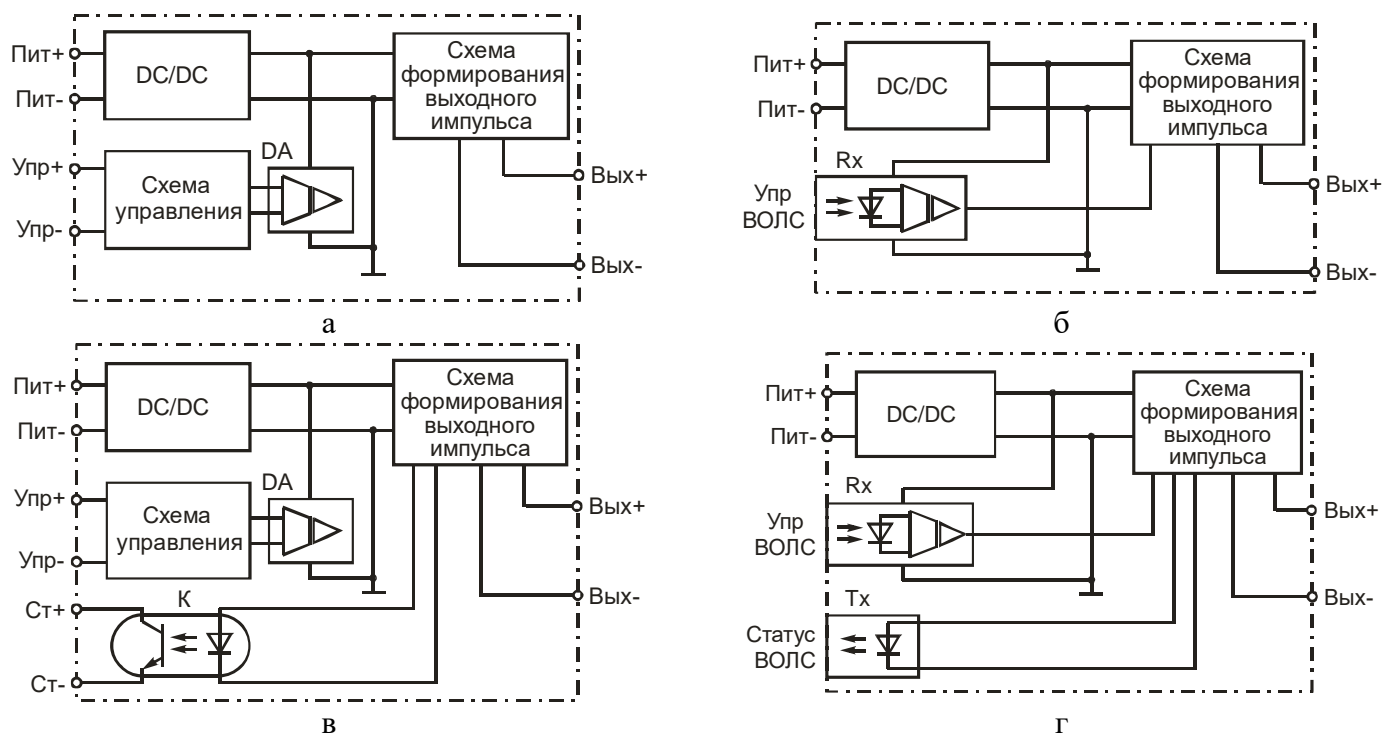 Пит+
Пит-
Упр+
Упр-
DC/DC
Схема
управления
DA
Схема
формирования
выходного
импульса
Вых+
Вых-
а
Пит+
Пит-
Упр
ВОЛС
DC/DC
Rx
Схема
формирования
выходного
импульса
Вых+
Вых-
б
Пит+
Пит-
Упр+
Упр-
Ст+
Ст-
DC/DC
Схема
управления
DA
К
Схема
формирования
выходного
импульса
Вых+
Вых-
в
Пит+
Пит-
Упр
ВОЛС
Статус
ВОЛС
DC/DC
Rx
Tx
Схема
формирования
выходного
импульса
Вых+
Вых-
г